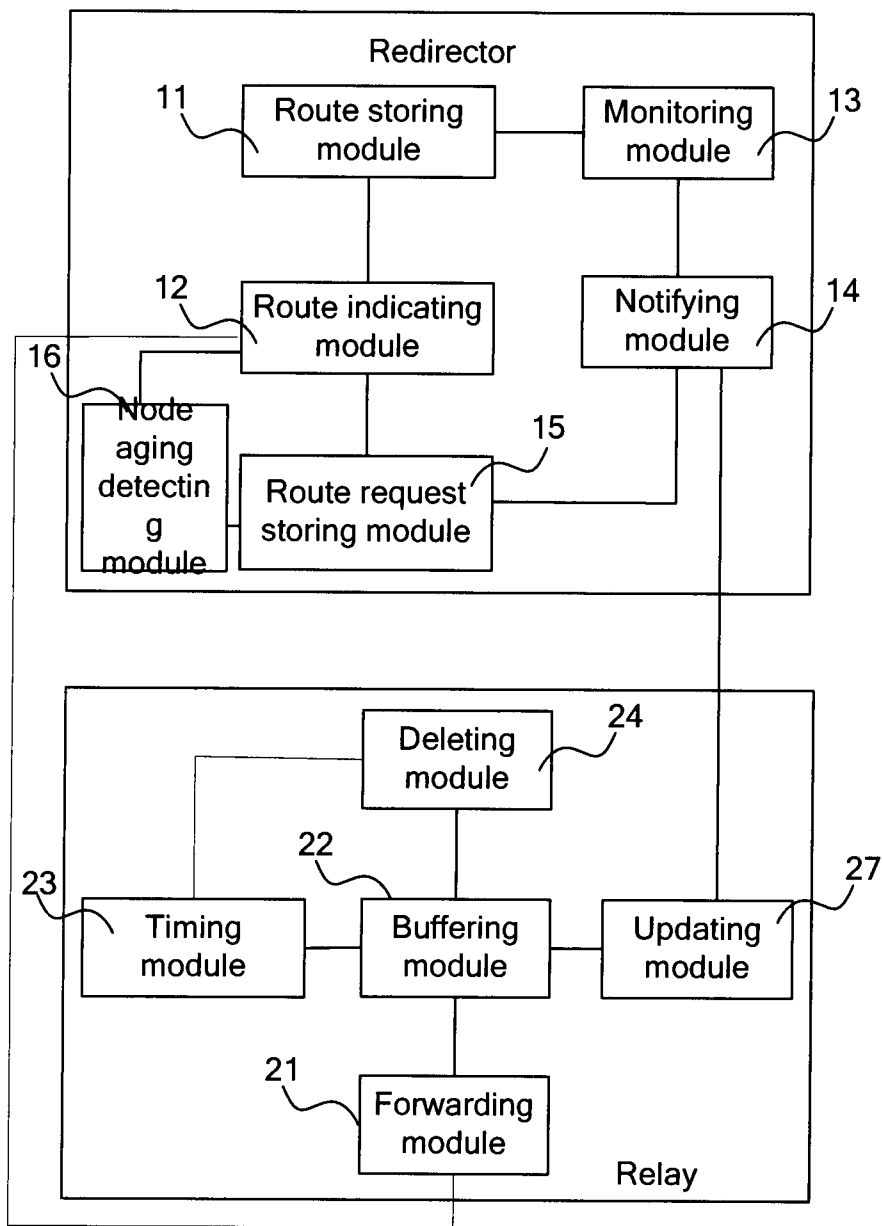 Redirector
11
Route storing
module
Monitoring
module
13
12
Route indicating
module
Notifying
module
14
16
Node
aging
detectin
g
module
15
Route request
storing module
Deleting
module
24
22
23
Timing
module
Buffering
module
Updating
module
27
21
Forwarding
module
Relay